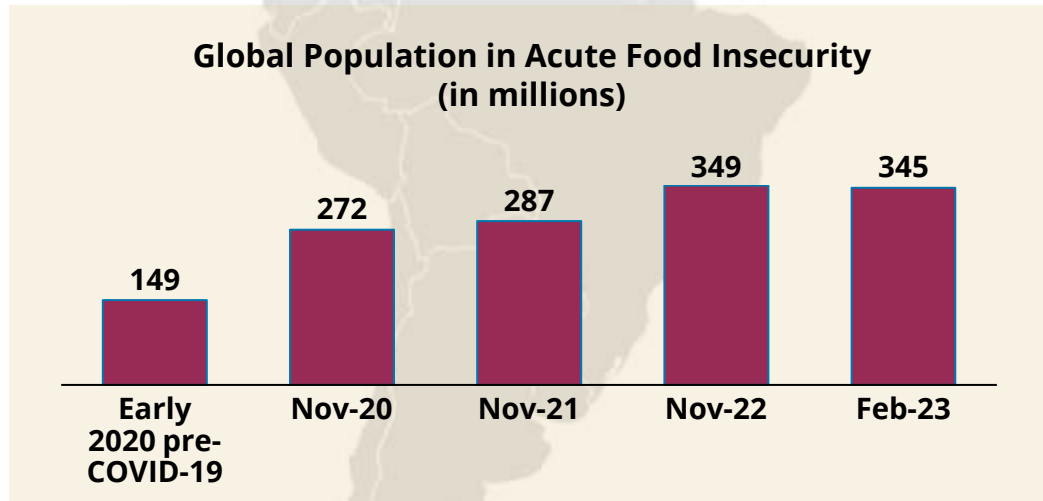 Global Population in Acute Food Insecurity
(in millions)
149
272
287
349
345
Early
2020 pre-
COVID-19
Nov-20
Nov-21
Nov-22
Feb-23